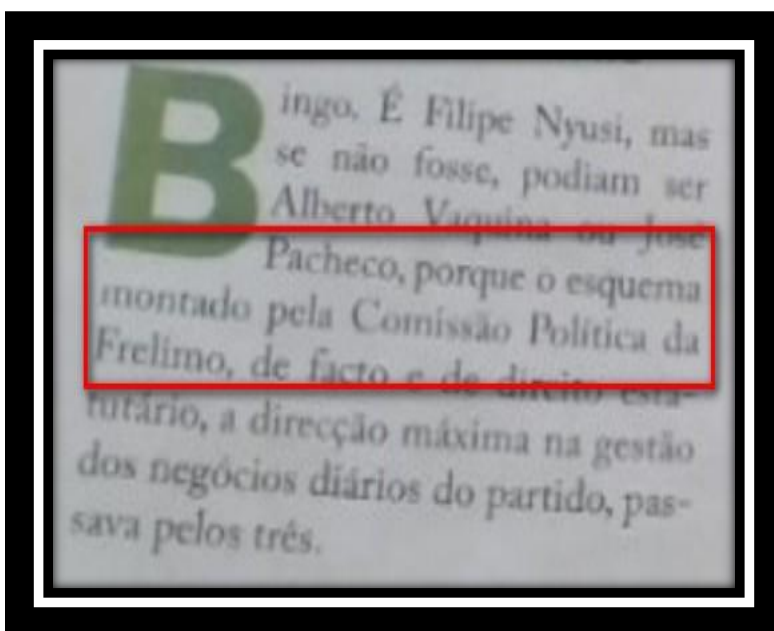 Bingo. É Filipe Nyusi, mas
se não fosse, podiam ser
Alberto Vaquina ou José
Pacheco, porque o esquema
montado pela Comissão Política da
Frelimo, de facto e de direito esta-
tutário, a direcção máxima na gestão
dos negócios diários do partido, pas-
sava pelos três.